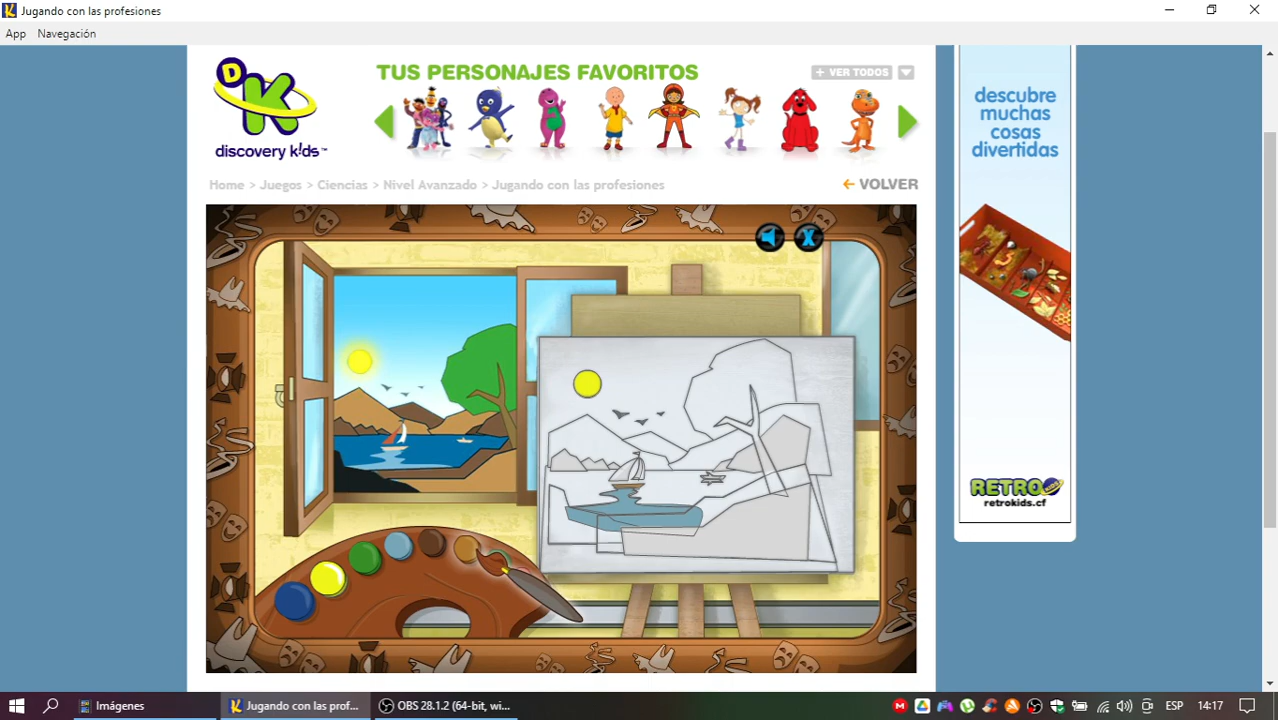 Jugando con las profesiones
App Navegación
D
K
discovery k!ds™
TUS PERSONAJES FAVORITOS
+ VER TODOS
Home > Juegos > Ciencias > Nivel Avanzado > Jugando con las profesiones
VOLVER
X
descubre
muchas
cosas
divertidas
RETRO K
retrokids.cf
Imágenes
Jugando con las prof...
OBS 28.1.2 (64-bit, wi...
ESP
14:17